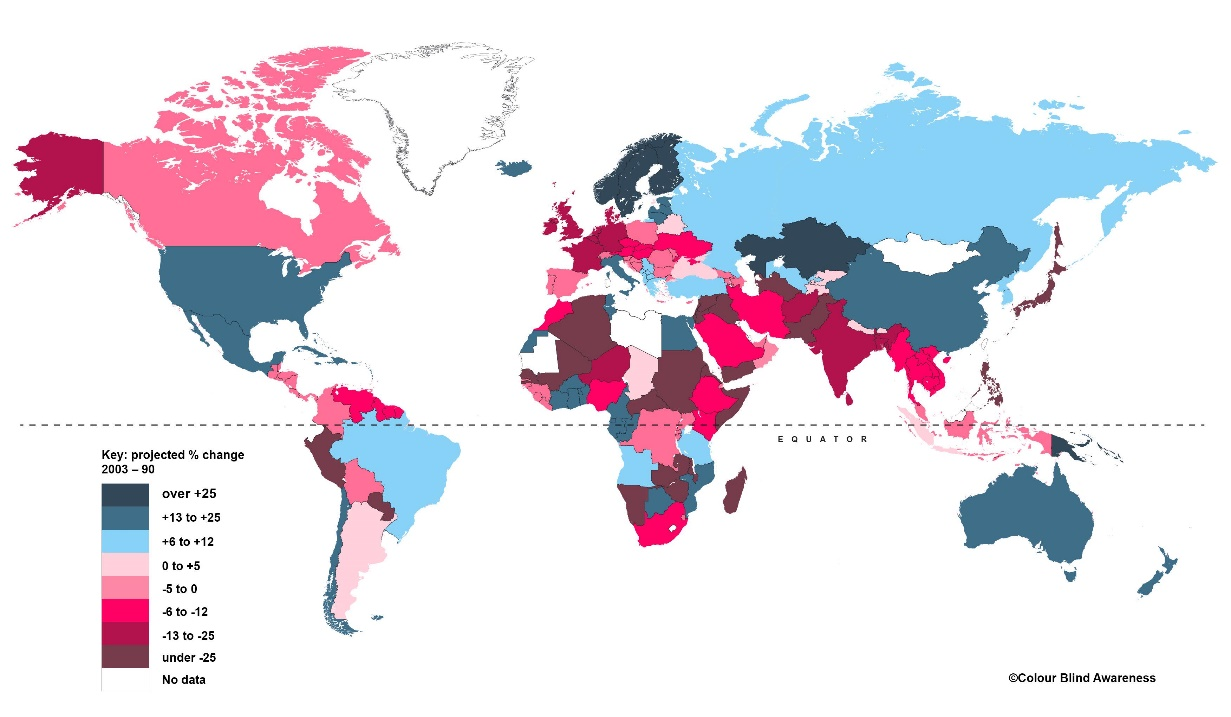 EQUATOR
Key: projected % change
2003 – 90
over +25
+13 to +25
+6 to +12
0 to +5
-5 to 0
-6 to -12
-13 to -25
under -25
No data
©Colour Blind Awareness